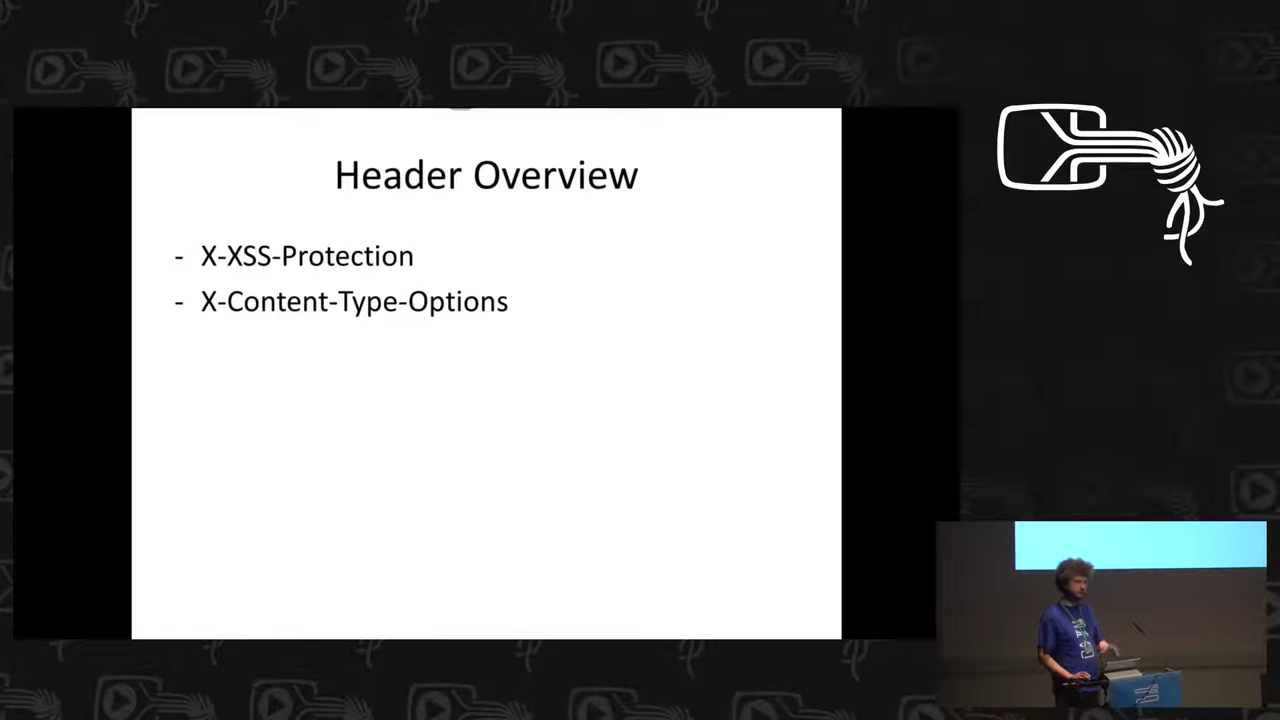 Header Overview
- X-XSS-Protection
- X-Content-Type-Options